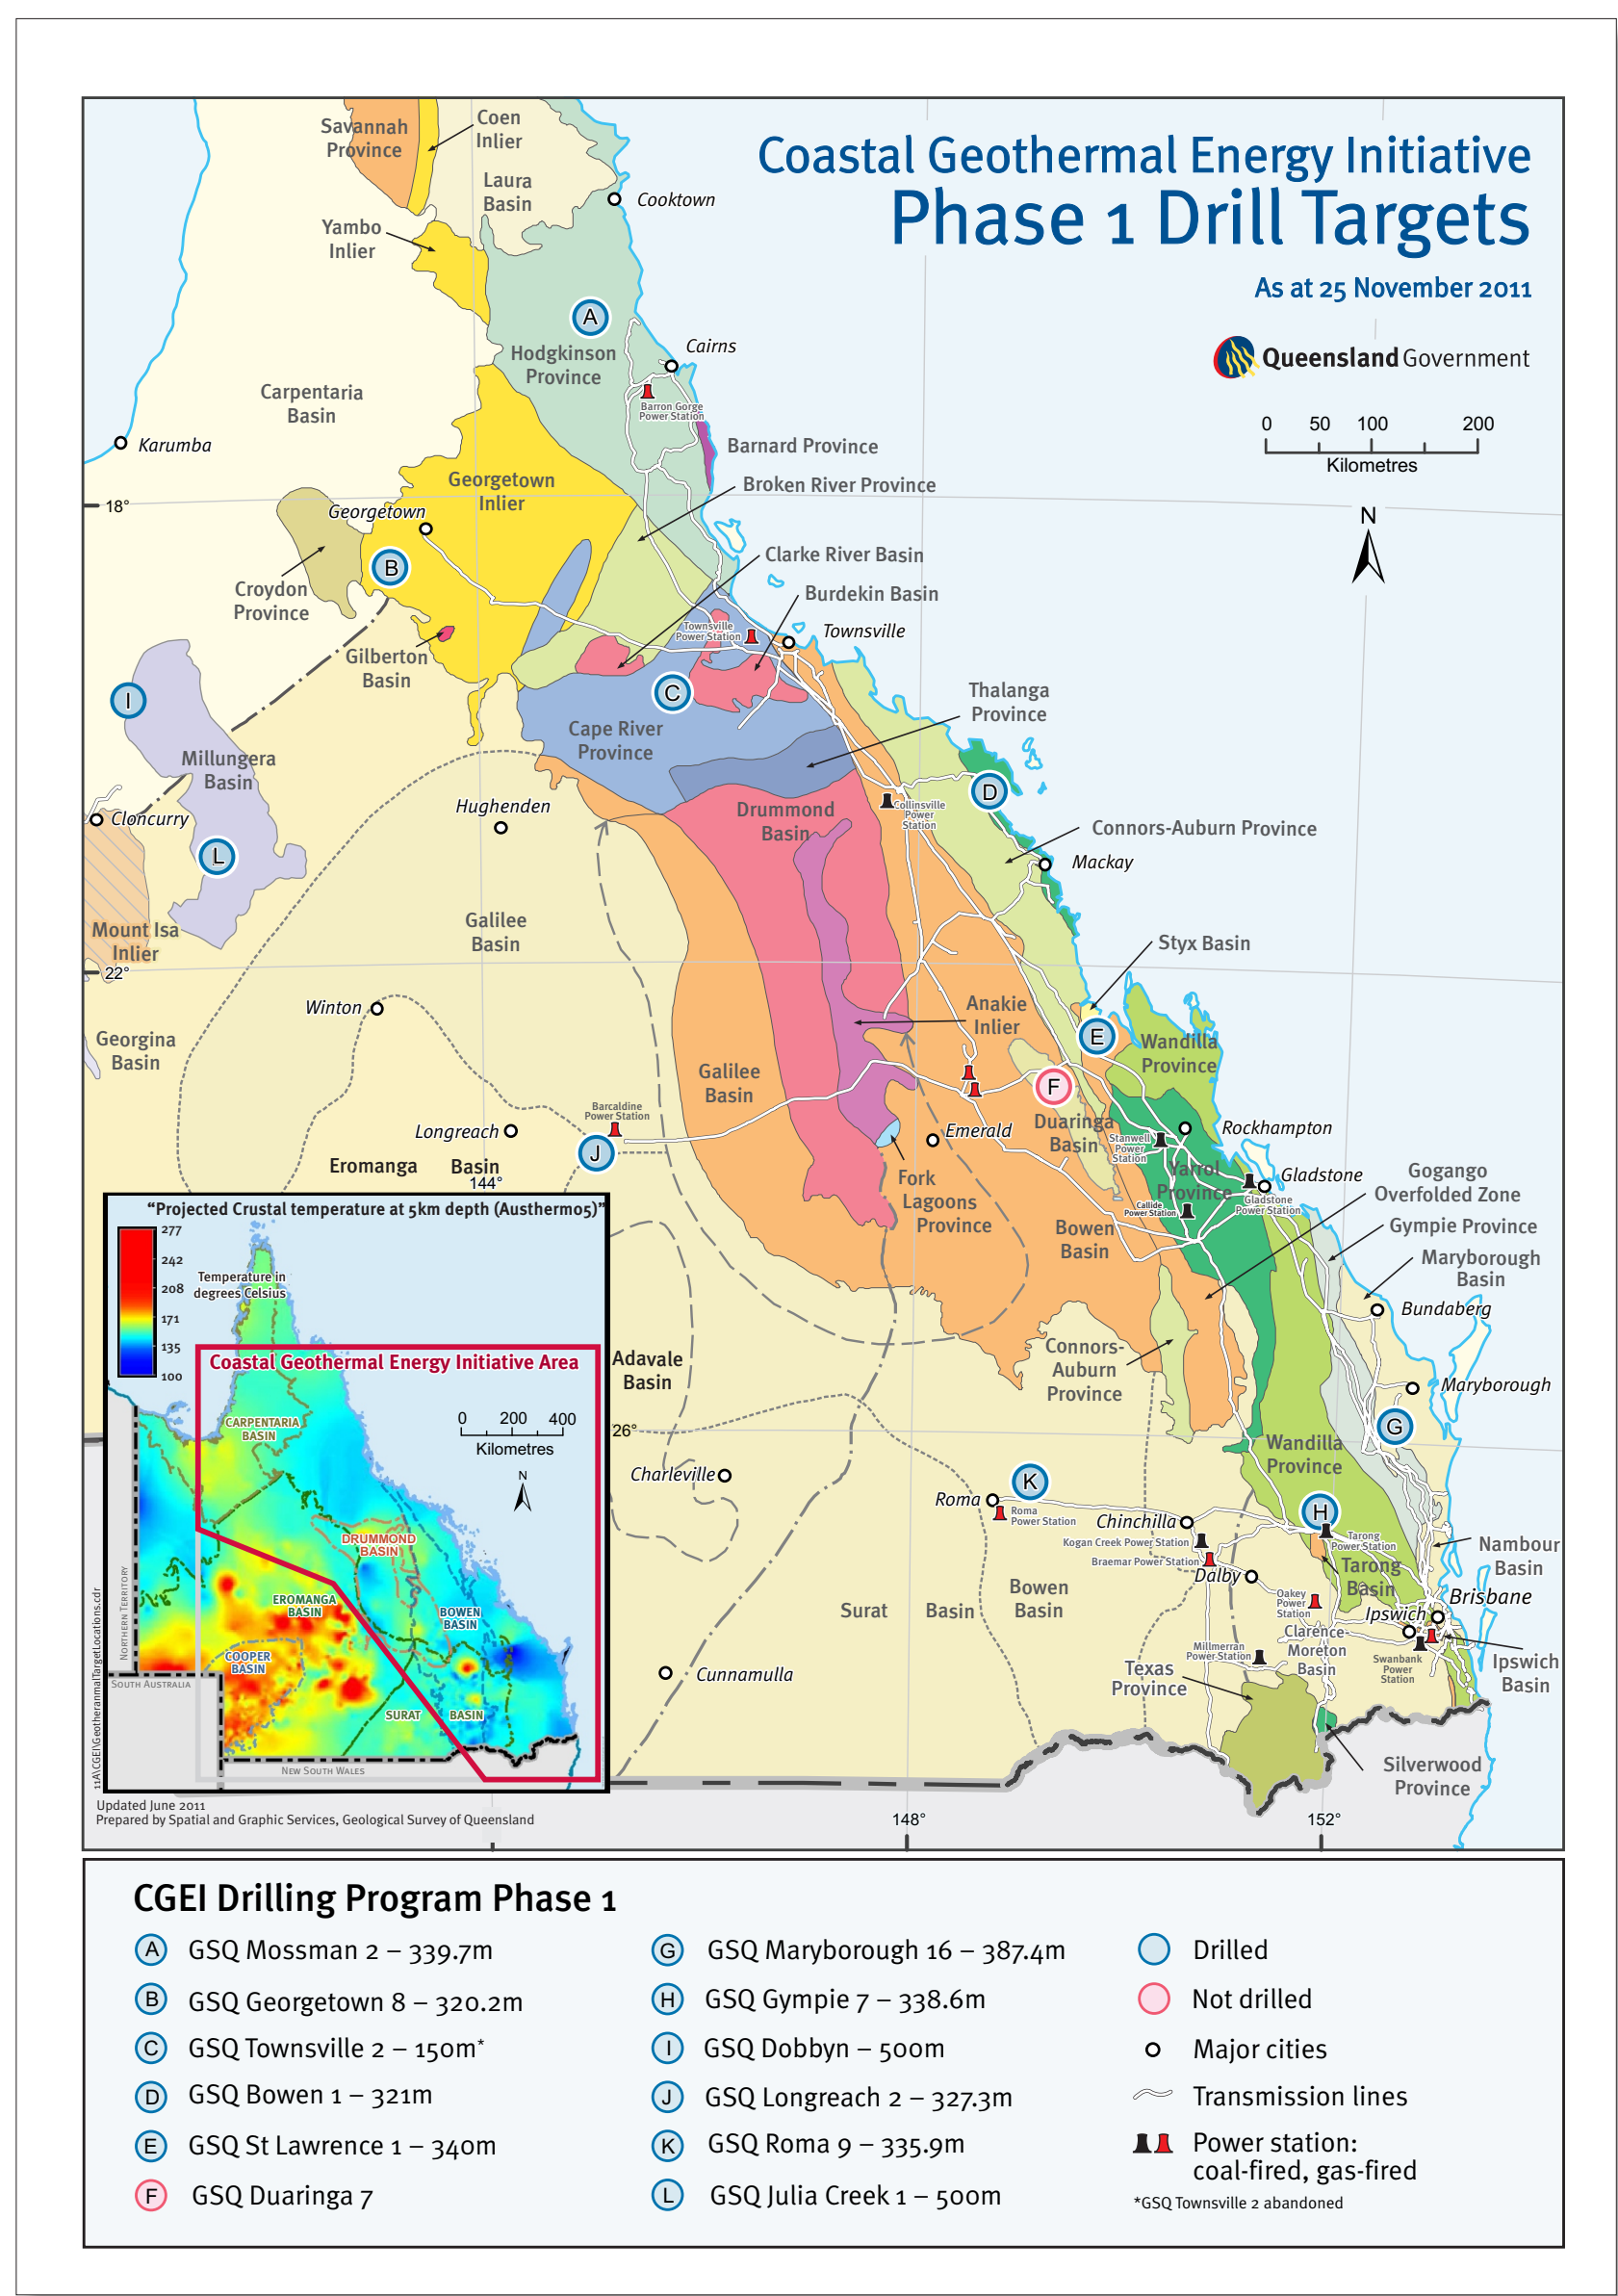 Coastal Geothermal Energy Initiative
Phase 1 Drill Targets
As at 25 November 2011
Queensland Government
0 50 100 200
Kilometres
N
Savannah
Province
Coen
Inlier
Laura
Basin
Cooktown
Yambo
Inlier
A
Hodgkinson
Province
Cairns
Barron Gorge
Power Station
Carpentaria
Basin
Karumba
Barnard Province
Broken River Province
Georgetown
Inlier
18°
Georgetown
B
Clarke River Basin
Croydon
Province
Burdekin Basin
Townsville
Power Station
Townsville
Gilberton
Basin
I
C
Thalanga
Province
Cape River
Province
Millungera
Basin
D
Hughenden
Drummond
Basin
Collinsville
Power
Station
Cloncurry
Connors-Auburn Province
L
Mackay
Galilee
Basin
Mount Isa
Inlier
Styx Basin
22°
Winton
Anakie
Inlier
E
Georgina
Basin
Wandilla
Province
Galilee
Basin
F
Barcaldine
Power Station
Longreach
Emerald
Duaringa
Basin
Rockhampton
Stanwell
Power
Station
J
Eromanga Basin
144°
Yarrol
Province
Gladstone
Gladstone
Power Station
Gogango
Overfolded Zone
Fork
Lagoons
Province
Callide
Power Station
Bowen
Basin
Gympie Province
Maryborough
Basin
Bundaberg
Connors-
Auburn
Province
Adavale
Basin
Maryborough
G
26°
Wandilla
Province
Charleville
K
Roma
Roma
Power Station
Chinchilla
H
Kogan Creek Power Station
Tarong
Power Station
Braemar Power Station
Nambour
Basin
Tarong
Basin
Dalby
Bowen
Basin
Oakey
Power
Station
Brisbane
Surat Basin
Ipswich
Clarence-
Moreton
Basin
Millmerran
Power Station
Swanbank
Power
Station
Ipswich
Basin
Cunnamulla
Texas
Province
Silverwood
Province
148°
152°
"Projected Crustal temperature at 5km depth (Austherm05)"
277
242
208
171
135
100
Temperature in
degrees Celsius
Coastal Geothermal Energy Initiative Area
0 200 400
Kilometres
N
CARPENTARIA
BASIN
DRUMMOND
BASIN
EROMANGA
BASIN
BOWEN
BASIN
COOPER
BASIN
SURAT BASIN
NORTHERN TERRITORY
SOUTH AUSTRALIA
NEW SOUTH WALES
11A\CGEI\GeotheranmalTargetLocations.cdr
Updated June 2011
Prepared by Spatial and Graphic Services, Geological Survey of Queensland
CGEI Drilling Program Phase 1
A GSQ Mossman 2 – 339.7m
B GSQ Georgetown 8 – 320.2m
C GSQ Townsville 2 – 150m*
D GSQ Bowen 1 – 321m
E GSQ St Lawrence 1 – 340m
F GSQ Duaringa 7
G GSQ Maryborough 16 – 387.4m
H GSQ Gympie 7 – 338.6m
I GSQ Dobbyn – 500m
J GSQ Longreach 2 – 327.3m
K GSQ Roma 9 – 335.9m
L GSQ Julia Creek 1 – 500m
Drilled
Not drilled
Major cities
Transmission lines
Power station:
coal-fired, gas-fired
*GSQ Townsville 2 abandoned